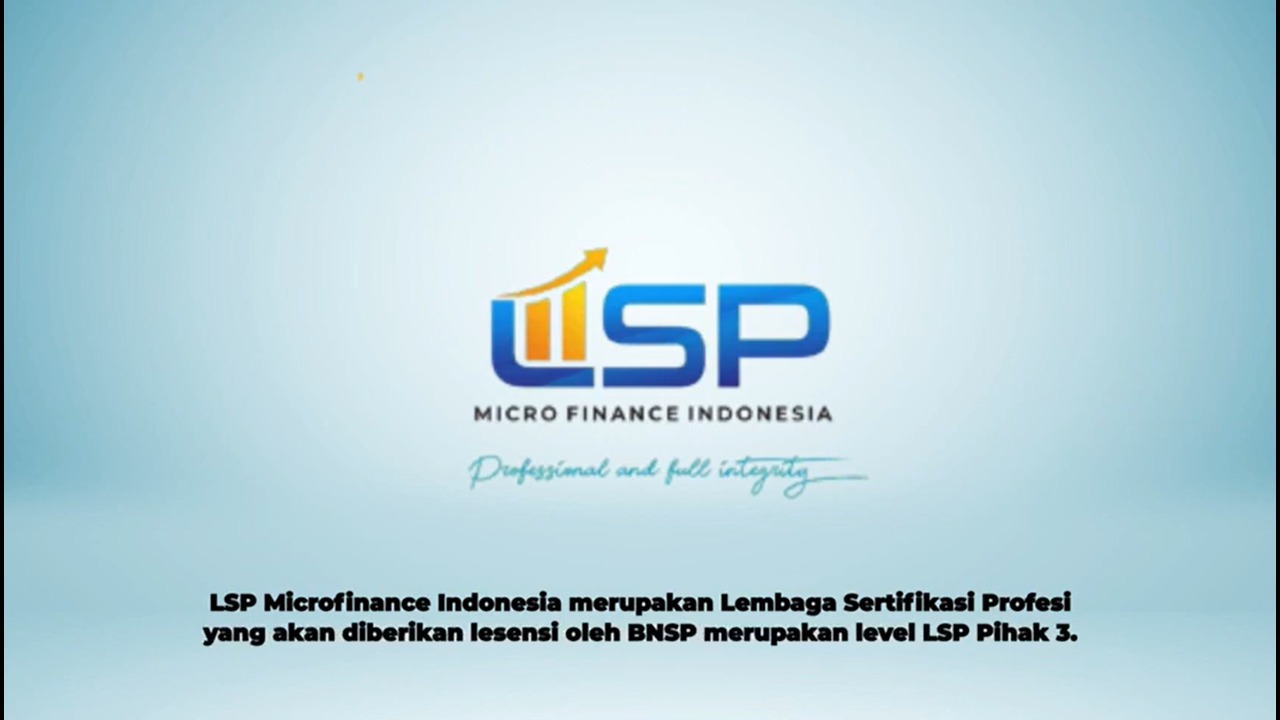 LSP
MICRO FINANCE INDONESIA
Professional and full integrity
LSP Microfinance Indonesia merupakan Lembaga Sertifikasi Profesi
yang akan diberikan lesensi oleh BNSP merupakan level LSP Pihak 3.